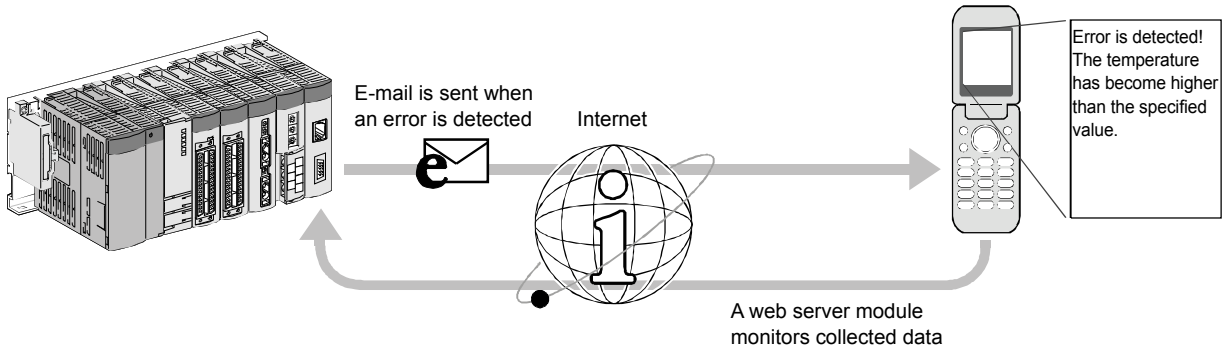 E-mail is sent when
an error is detected
Internet
Error is detected!
The temperature
has become higher
than the specified
value.
e
i
A web server module
monitors collected data